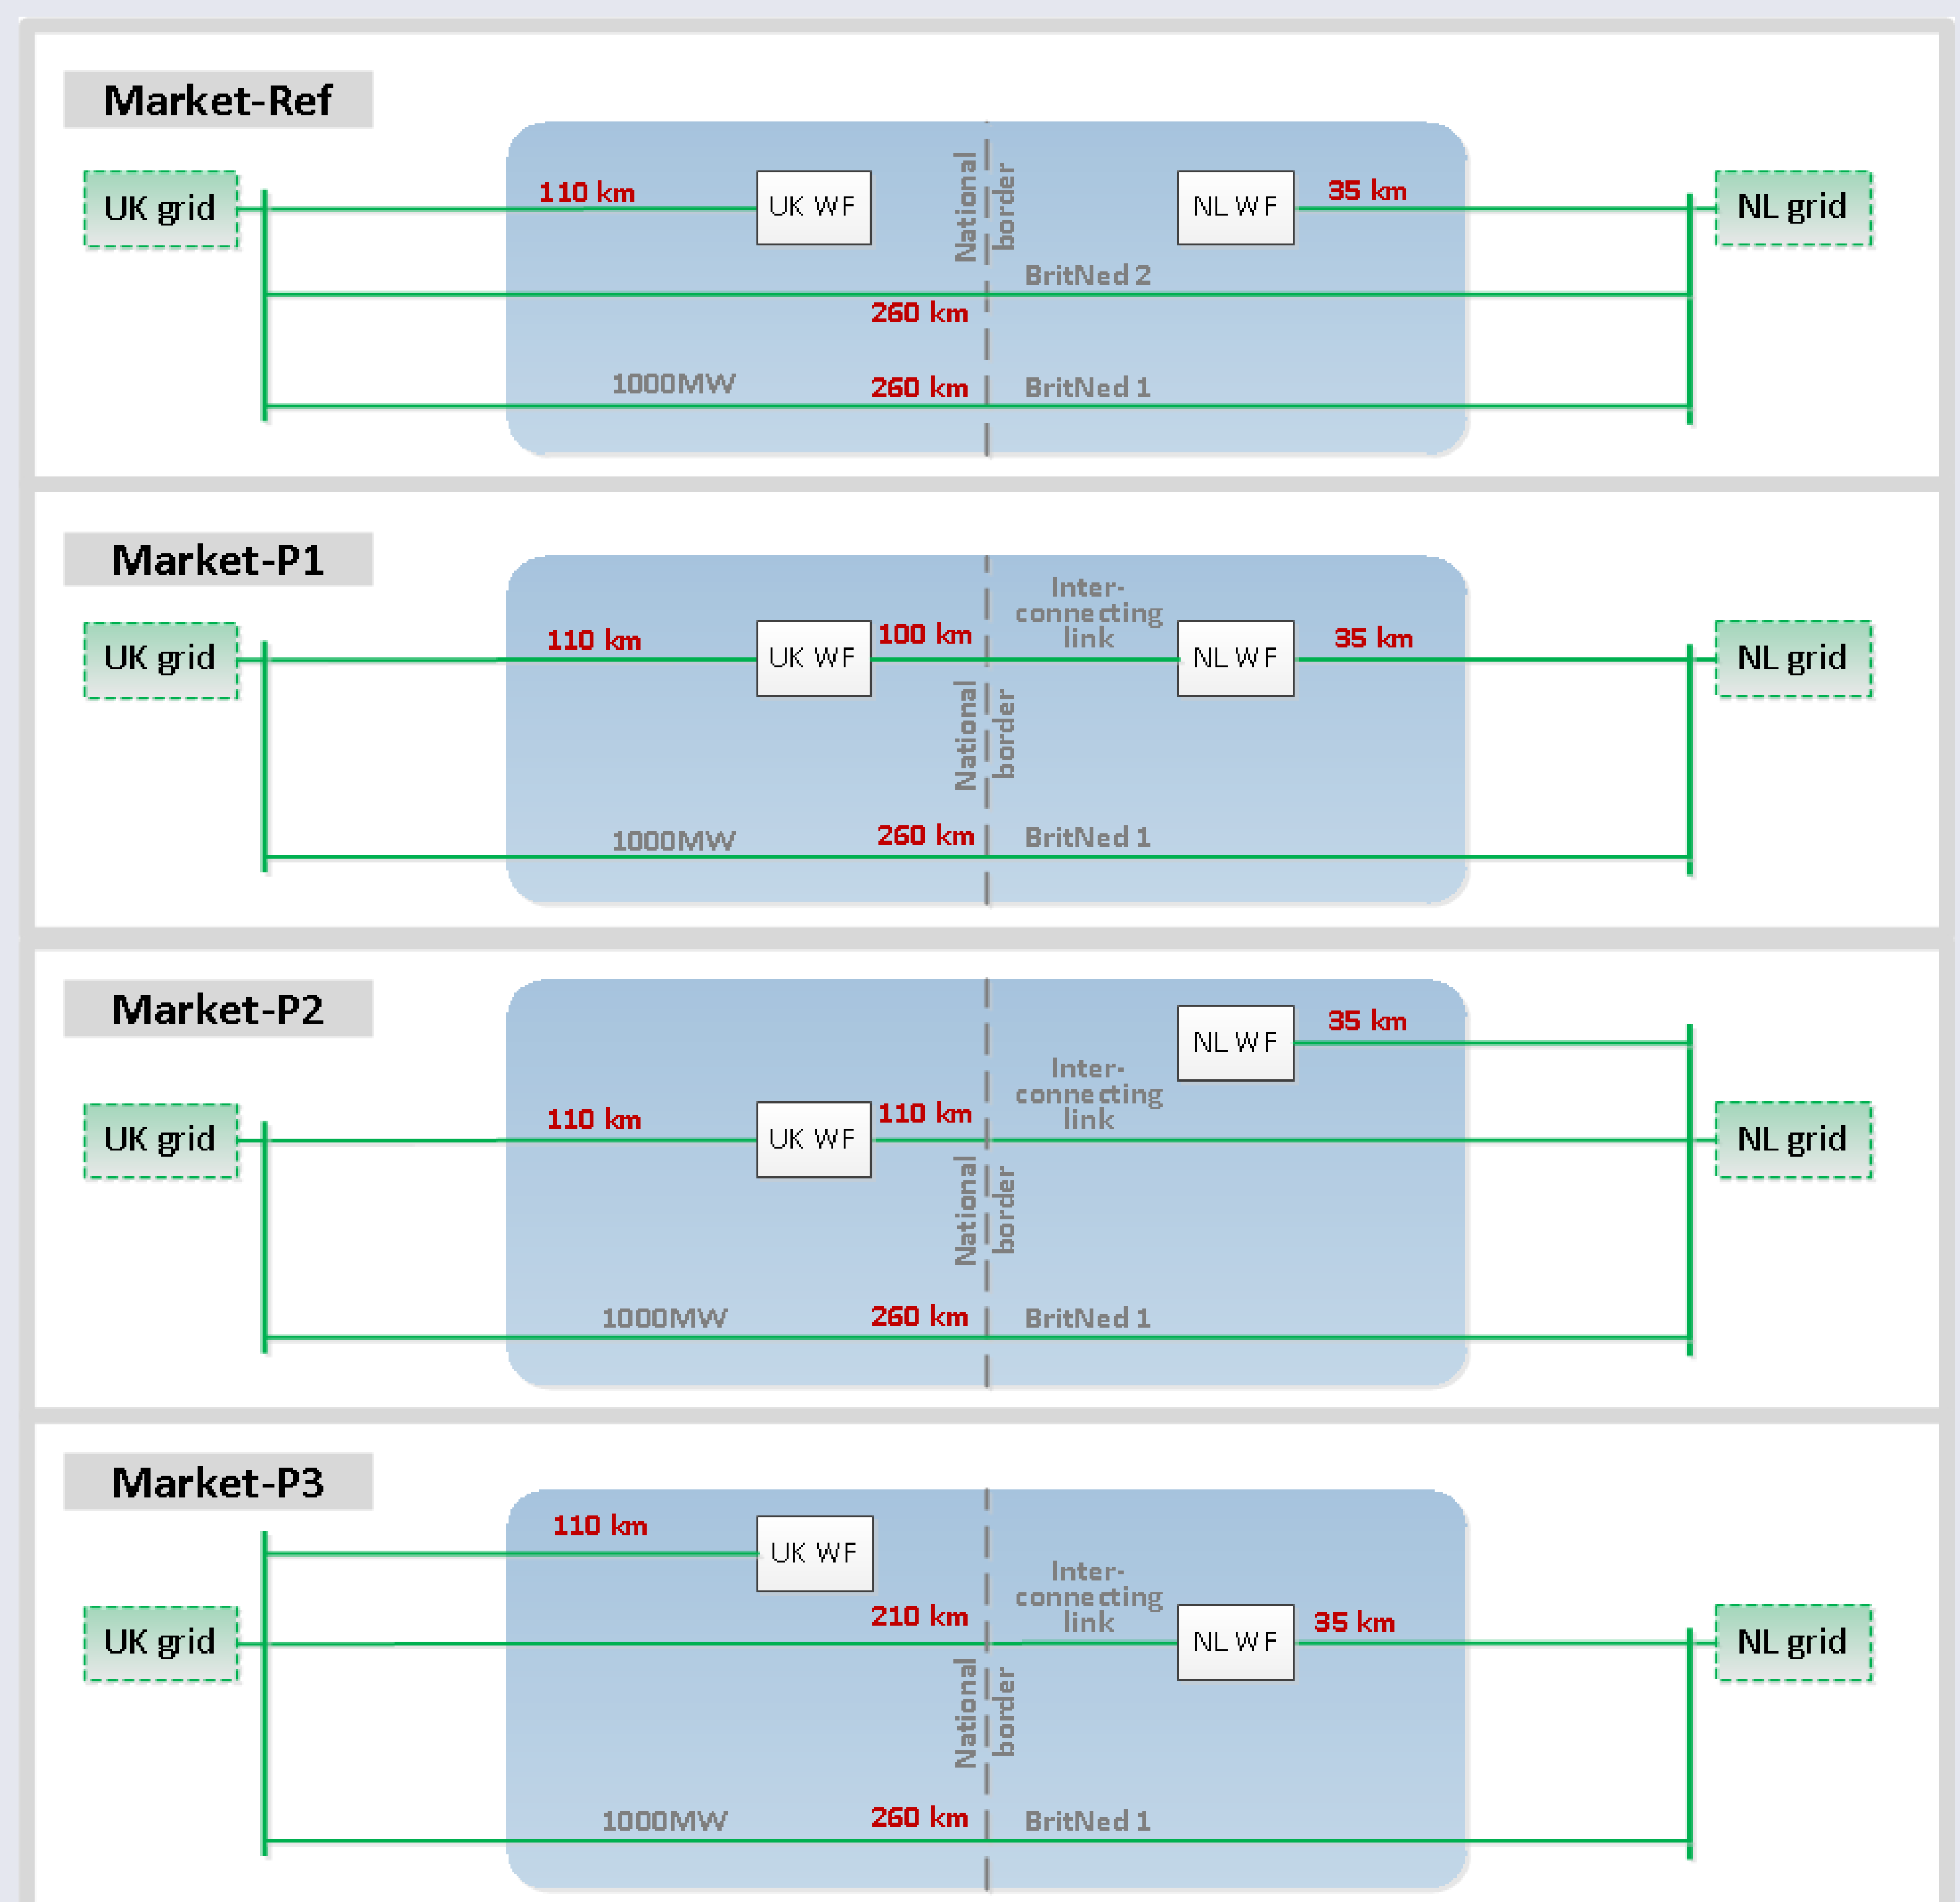 Market-Ref
UK grid
110 km
UK WF
National
border
NL WF
35 km
NL grid
BritNed 2
260 km
1000MW
260 km
BritNed 1
Market-P1
UK grid
110 km
UK WF
100 km
Inter-
connecting
link
NL WF
35 km
NL grid
National
border
1000MW
260 km
BritNed 1
Market-P2
NL WF
35 km
UK grid
110 km
UK WF
110 km
Inter-
connecting
link
NL grid
National
border
1000MW
260 km
BritNed 1
Market-P3
110 km
UK WF
UK grid
210 km
Inter-
connecting
link
NL WF
35 km
NL grid
National
border
1000MW
260 km
BritNed 1